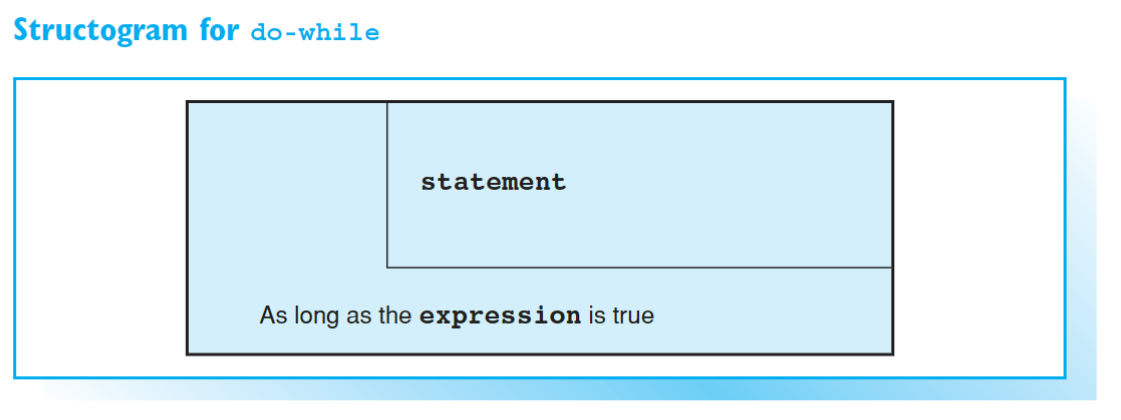 Structogram for do-while
statement
As long as the expression is true